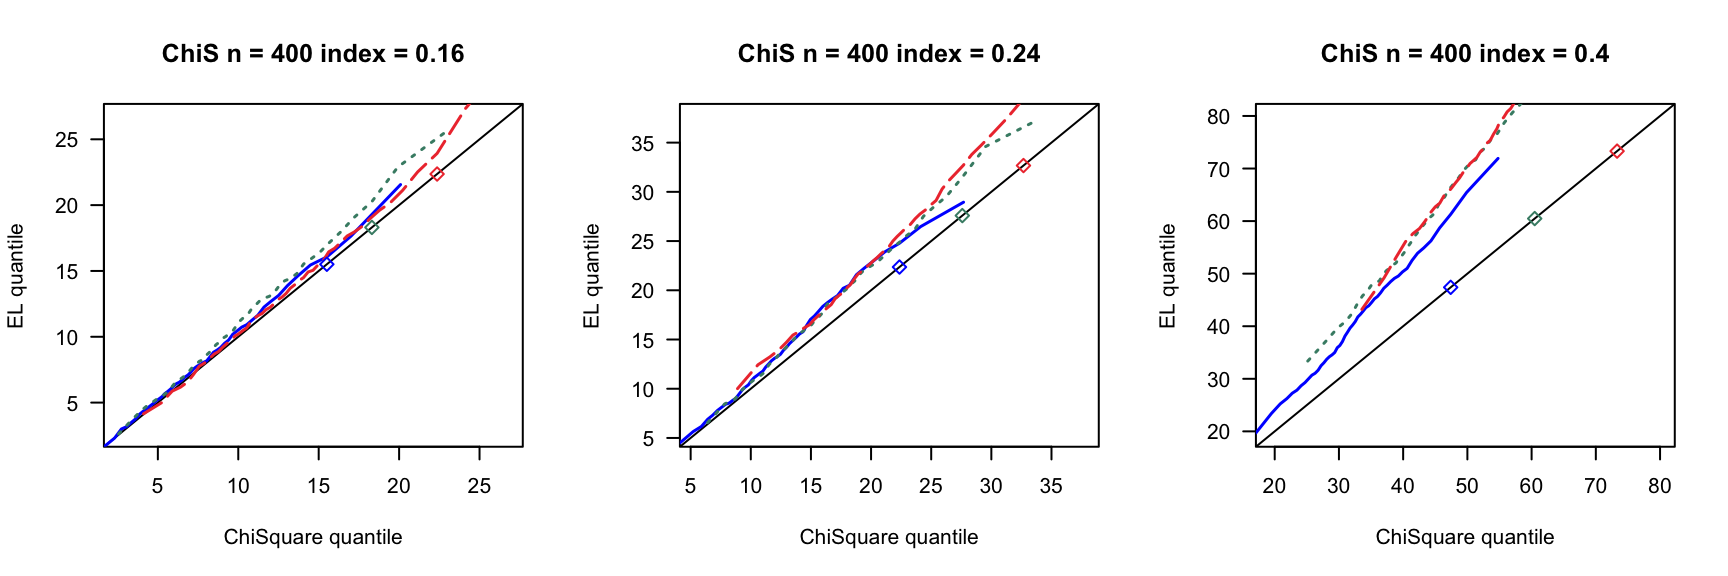 ChiS n = 400 index = 0.16
25
20
15
10
5
EL quantile
5 10 15 20 25
ChiSquare quantile
ChiS n = 400 index = 0.24
35
30
25
20
15
10
5
EL quantile
5 10 15 20 25 30 35
ChiSquare quantile
ChiS n = 400 index = 0.4
80
70
60
50
40
30
20
EL quantile
20 30 40 50 60 70 80
ChiSquare quantile